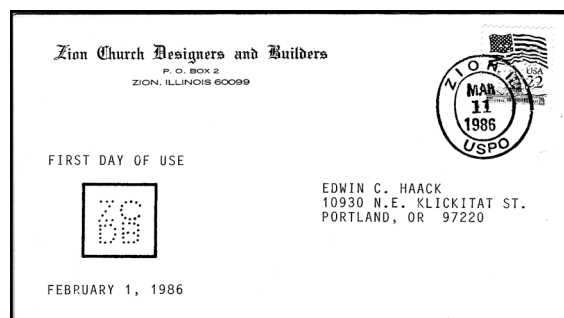 Zion Church Designers and Builders
P. O. BOX 2
ZION, ILLINOIS 60099
USA
22
ZION, IL
MAR
11
1986
USPO
FIRST DAY OF USE
ZC
DB
EDWIN C. HAACK
10930 N.E. KLICKITAT ST.
PORTLAND, OR 97220
FEBRUARY 1, 1986